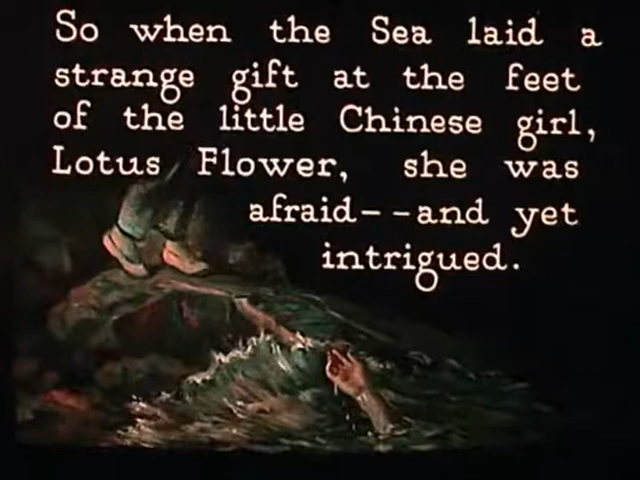 So when the Sea laid a
strange gift at the feet
of the little Chinese girl,
Lotus Flower, she was
afraid--and yet
intrigued.